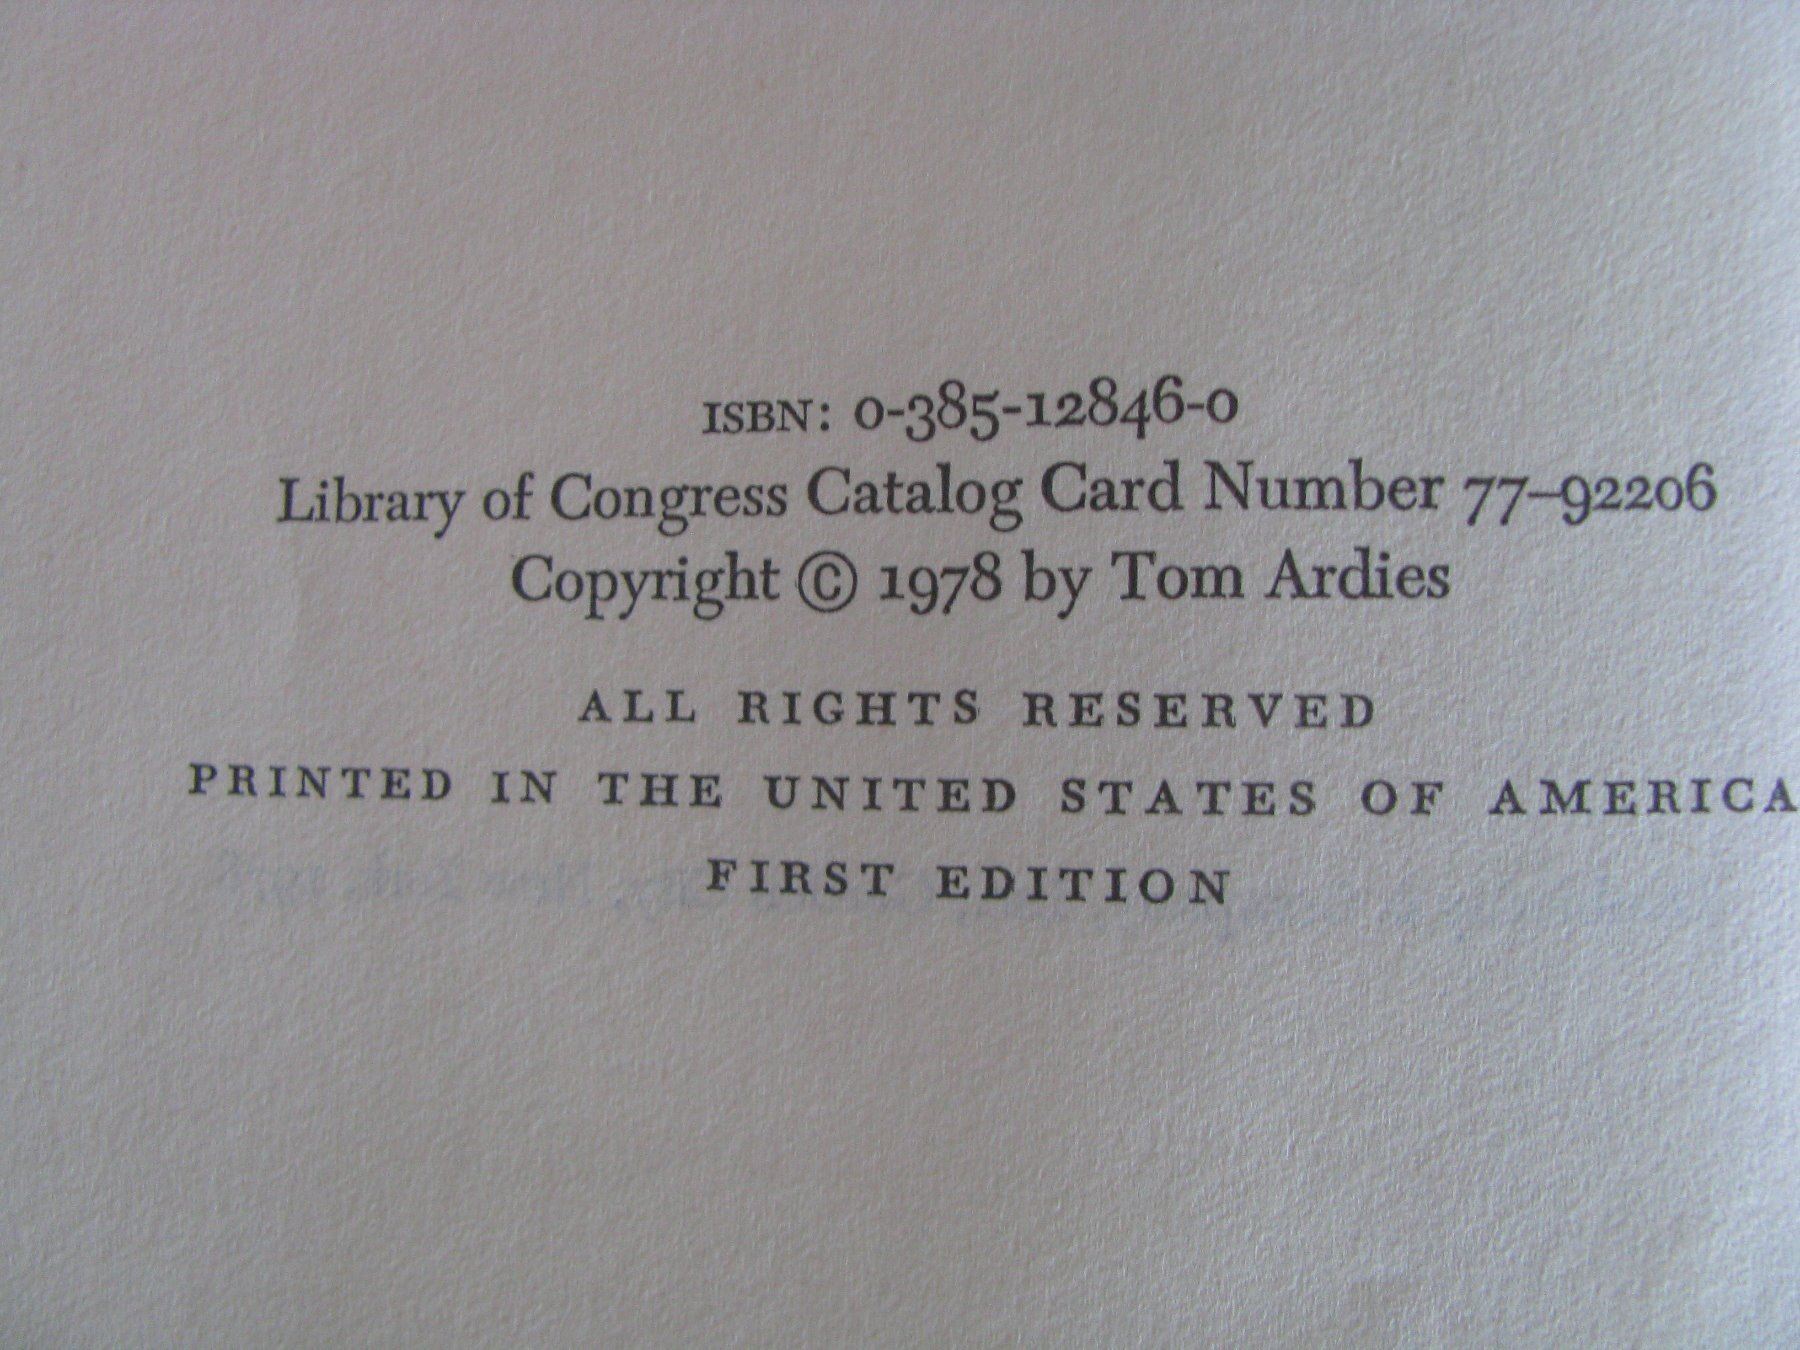 ISBN: 0-385-12846-0
Library of Congress Catalog Card Number 77–92206
Copyright © 1978 by Tom Ardies
ALL RIGHTS RESERVED
PRINTED IN THE UNITED STATES OF AMERICA
FIRST EDITION